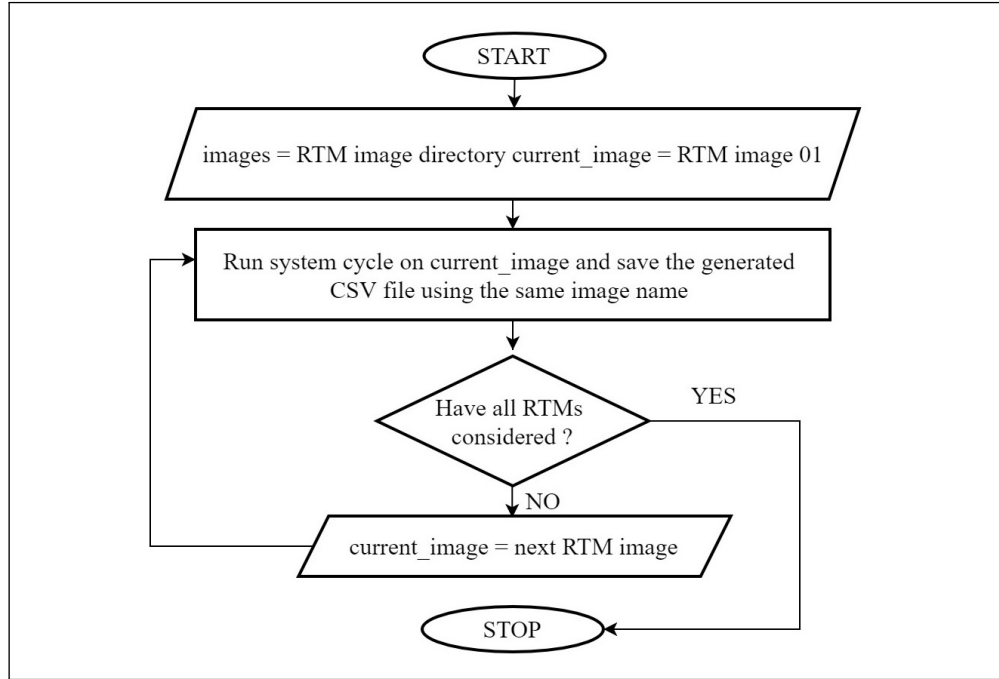 START
images = RTM image directory current_image = RTM image 01
Run system cycle on current_image and save the generated
CSV file using the same image name
Have all RTMs
considered ?
YES
NO
current_image = next RTM image
STOP